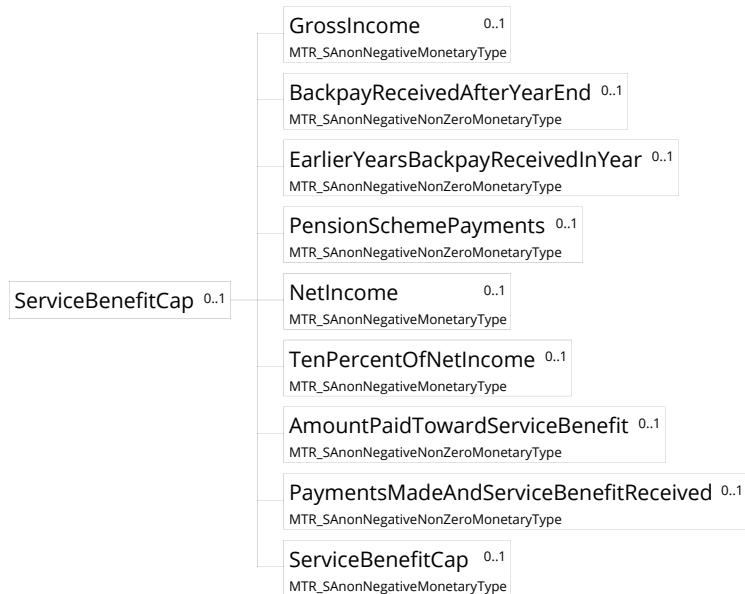 GrossIncome 0..1
MTR_SAnonNegativeMonetaryType
BackpayReceivedAfterYearEnd 0..1
MTR_SAnonNegativeNonZeroMonetaryType
EarlierYearsBackpayReceivedInYear 0..1
MTR_SAnonNegativeNonZeroMonetaryType
PensionSchemePayments 0..1
MTR_SAnonNegativeNonZeroMonetaryType
ServiceBenefitCap 0..1
NetIncome 0..1
MTR_SAnonNegativeMonetaryType
TenPercentOfNetIncome 0..1
MTR_SAnonNegativeMonetaryType
AmountPaidTowardServiceBenefit 0..1
MTR_SAnonNegativeNonZeroMonetaryType
PaymentsMadeAndServiceBenefitReceived 0..1
MTR_SAnonNegativeNonZeroMonetaryType
ServiceBenefitCap 0..1
MTR_SAnonNegativeMonetaryType